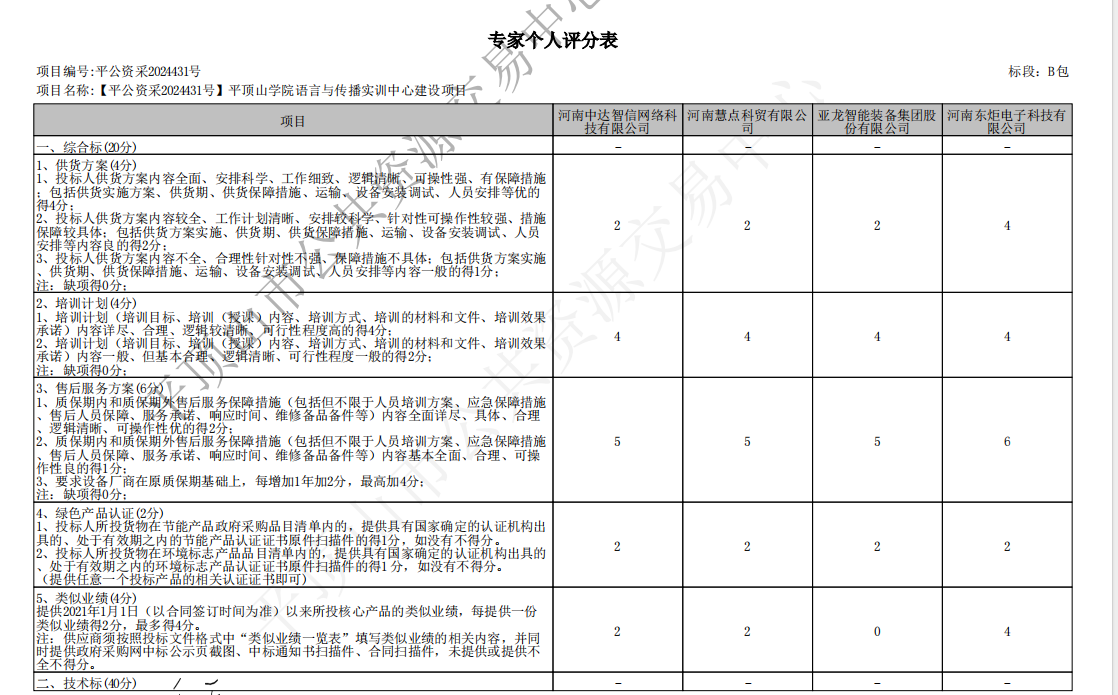 专家个人评分表
项目编号:平公资采2024431号
标段: B包
项目名称:【平公资采2024431号】平顶山学院语言与传播实训中心建设项目
项目
河南中达智信网络科
技有限公司
河南慧点科贸有限公
司
亚龙智能装备集团股
份有限公司
河南东炬电子科技有
限公司
一、综合标(20分)
－ － － －
1、供货方案(4分)
1、投标人供货方案内容全面、安排科学、工作细致、逻辑清晰、可操性强、有保障措施
;包括供货实施方案、供货期、供货保障措施、运输、设备安装调试、人员安排等优的
得4分;
2、投标人供货方案内容较全、工作计划清晰、安排较科学、针对性可操作性较强、措施
保障较具体;包括供货方案实施、供货期、供货保障措施、运输、设备安装调试、人员
安排等内容良的得2分;
3、投标人供货方案内容不全、合理性针对性不强、保障措施不具体;包括供货方案实施
、供货期、供货保障措施、运输、设备安装调试、人员安排等内容一般的得1分;
注: 缺项得0分;
2 2 2 4
2、培训计划(4分)
1、培训计划（培训目标、培训（授课）内容、培训方式、培训的材料和文件、培训效果
承诺）内容详尽、合理、逻辑较清晰、可行性程度高的得4分;
2、培训计划（培训目标、培训（授课）内容、培训方式、培训的材料和文件、培训效果
承诺）内容一般、但基本合理、逻辑清晰、可行性程度一般的得2分;
注: 缺项得0分;
4 4 4 4
3、售后服务方案(6分)
1、质保期内和质保期外售后服务保障措施（包括但不限于人员培训方案、应急保障措施
、售后人员保障、服务承诺、响应时间、维修备品备件等）内容全面详尽、具体、合理
、逻辑清晰、可操作性优的得2分;
2、质保期内和质保期外售后服务保障措施（包括但不限于人员培训方案、应急保障措施
、售后人员保障、服务承诺、响应时间、维修备品备件等）内容基本全面、合理、可操
作性良的得1分;
3、要求设备厂商在原质保期基础上，每增加1年加2分，最高加4分;
注: 缺项得0分;
5 5 5 6
4、绿色产品认证(2分)
1、投标人所投货物在节能产品政府采购品目清单内的，提供具有国家确定的认证机构出
具的、处于有效期之内的节能产品认证证书原件扫描件的得1分，如没有不得分。
2、投标人所投货物在环境标志产品品目清单内的，提供具有国家确定的认证机构出具的
、处于有效期之内的环境标志产品认证证书原件扫描件的得1 分，如没有不得分。
（提供任意一个投标产品的相关认证证书即可)
2 2 2 2
5、类似业绩(4分)
提供2021年1月1日（以合同签订时间为准）以来所投核心产品的类似业绩，每提供一份
类似业绩得2分，最多得4分。
注: 供应商须按照投标文件格式中“类似业绩一览表”填写类似业绩的相关内容，并同
时提供政府采购网中标公示页截图、中标通知书扫描件、合同扫描件，未提供或提供不
全不得分。
2 2 0 4
二、技术标(40分)
－ － － －
平顶山市公共资源交易中心
平顶山市公共资源交易中心